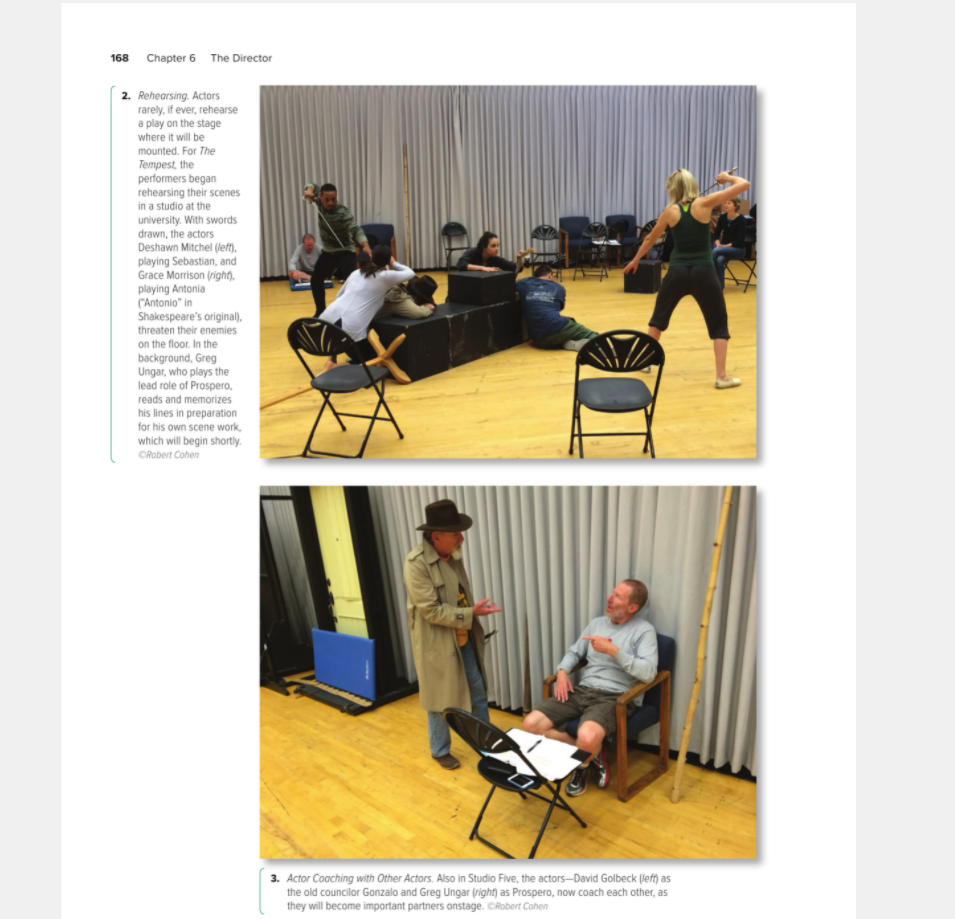 168 Chapter 6 The Director
2. Rehearsing. Actors
rarely, if ever, rehearse
a play on the stage
where it will be
mounted. For The
Tempest, the
performers began
rehearsing their scenes
in a studio at the
university. With swords
drawn, the actors
Deshawn Mitchel (left),
playing Sebastian, and
Grace Morrison (right),
playing Antonia
("Antonio" in
Shakespeare's original),
threaten their enemies
on the floor. In the
background, Greg
Ungar, who plays the
lead role of Prospero,
reads and memorizes
his lines in preparation
for his own scene work,
which will begin shortly.
©Robert Cohen
3. Actor Coaching with Other Actors. Also in Studio Five, the actors—David Golbeck (left) as
the old councilor Gonzalo and Greg Ungar (right) as Prospero, now coach each other, as
they will become important partners onstage. ©Robert Cohen